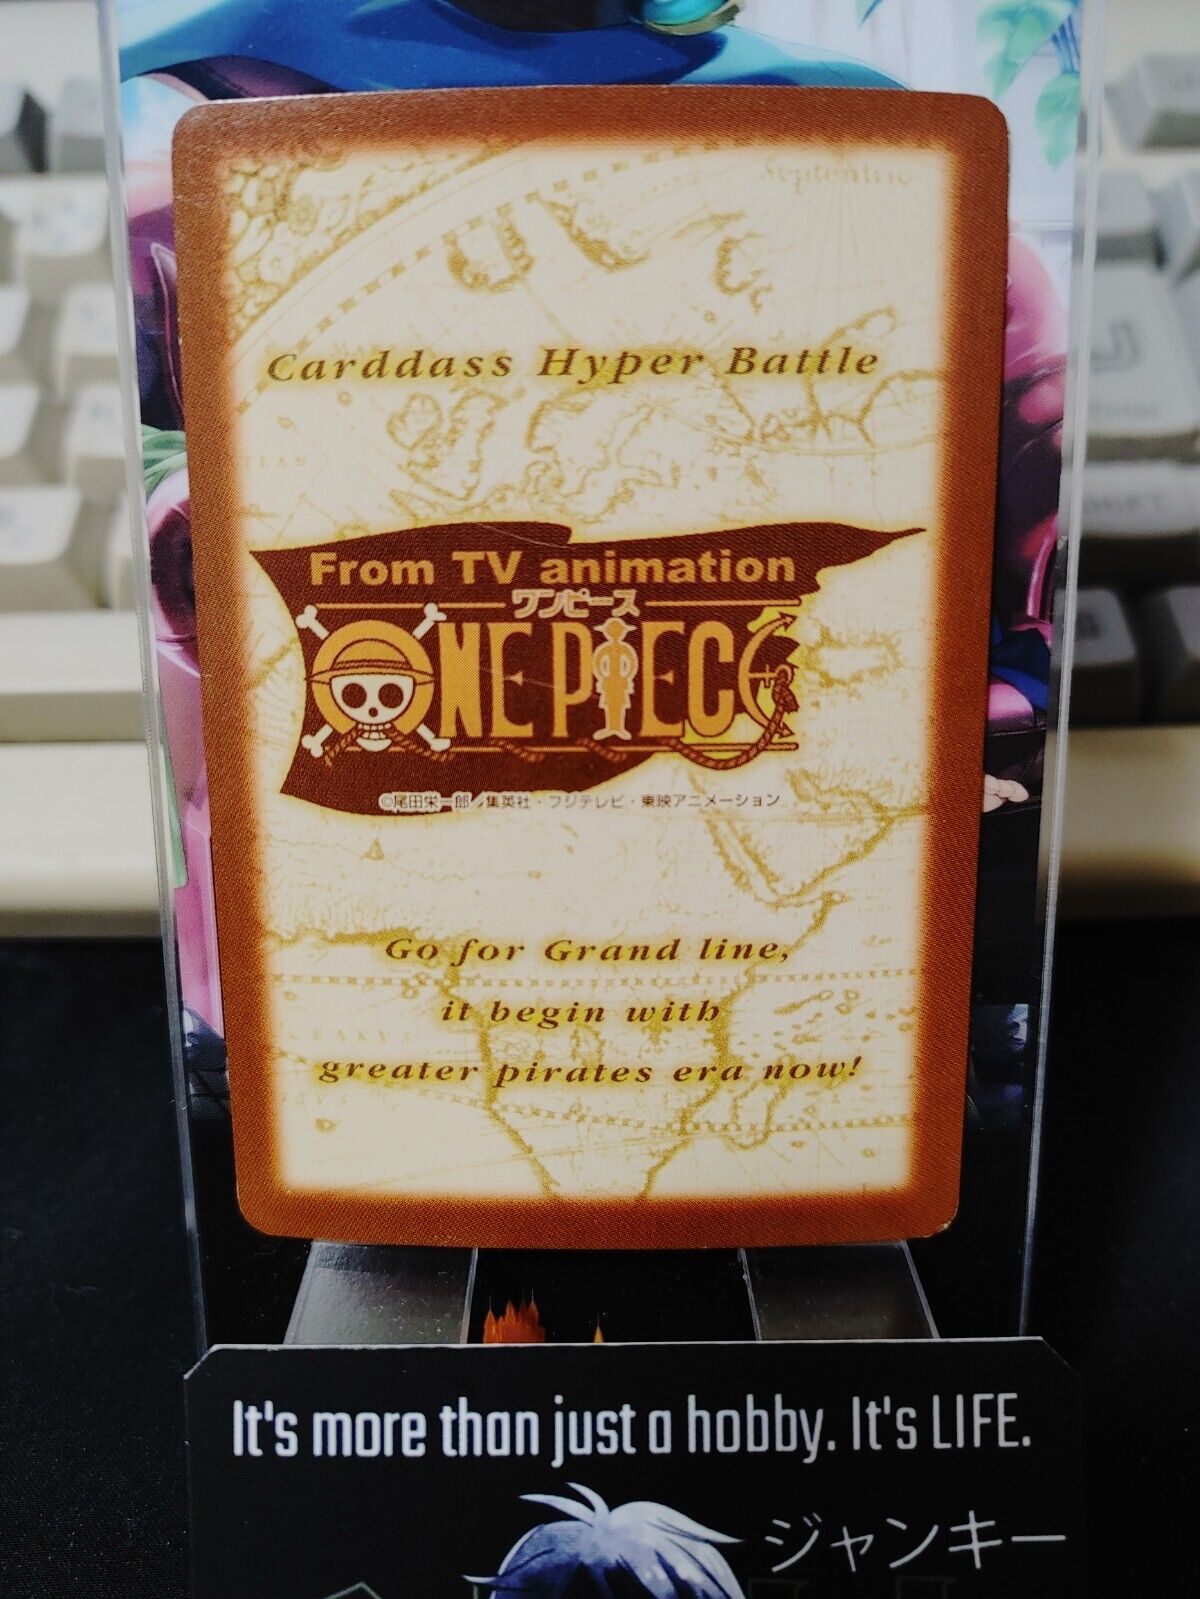 Septentrio
Carddass Hyper Battle
From TV animation
ワンピース
ONE PIECE
©尾田栄一郎／集英社・フジテレビ・東映アニメーション
Go for Grand line,
it begin with
greater pirates era now!
It's more than just a hobby. It's LIFE.
ジャンキー